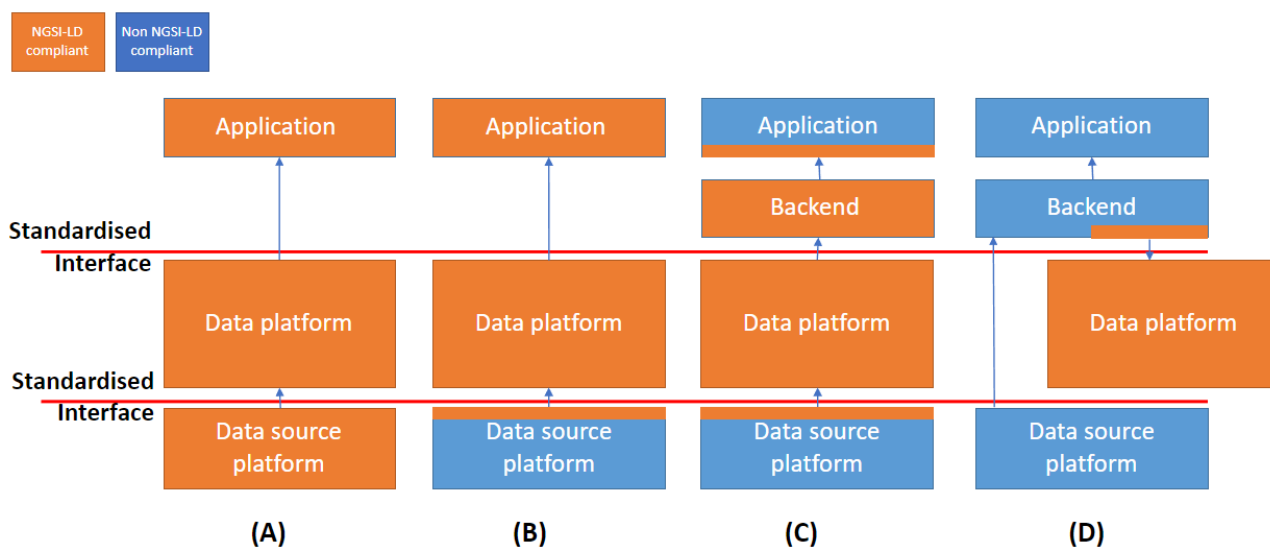 NGSI-LD
compliant
Non NGSI-LD
compliant
Application
Application
Application
Application
Backend
Backend
Standardised
Interface
Data platform
Data platform
Data platform
Data platform
Standardised
Interface
Data source
platform
Data source
platform
Data source
platform
Data source
platform
(A)
(B)
(C)
(D)